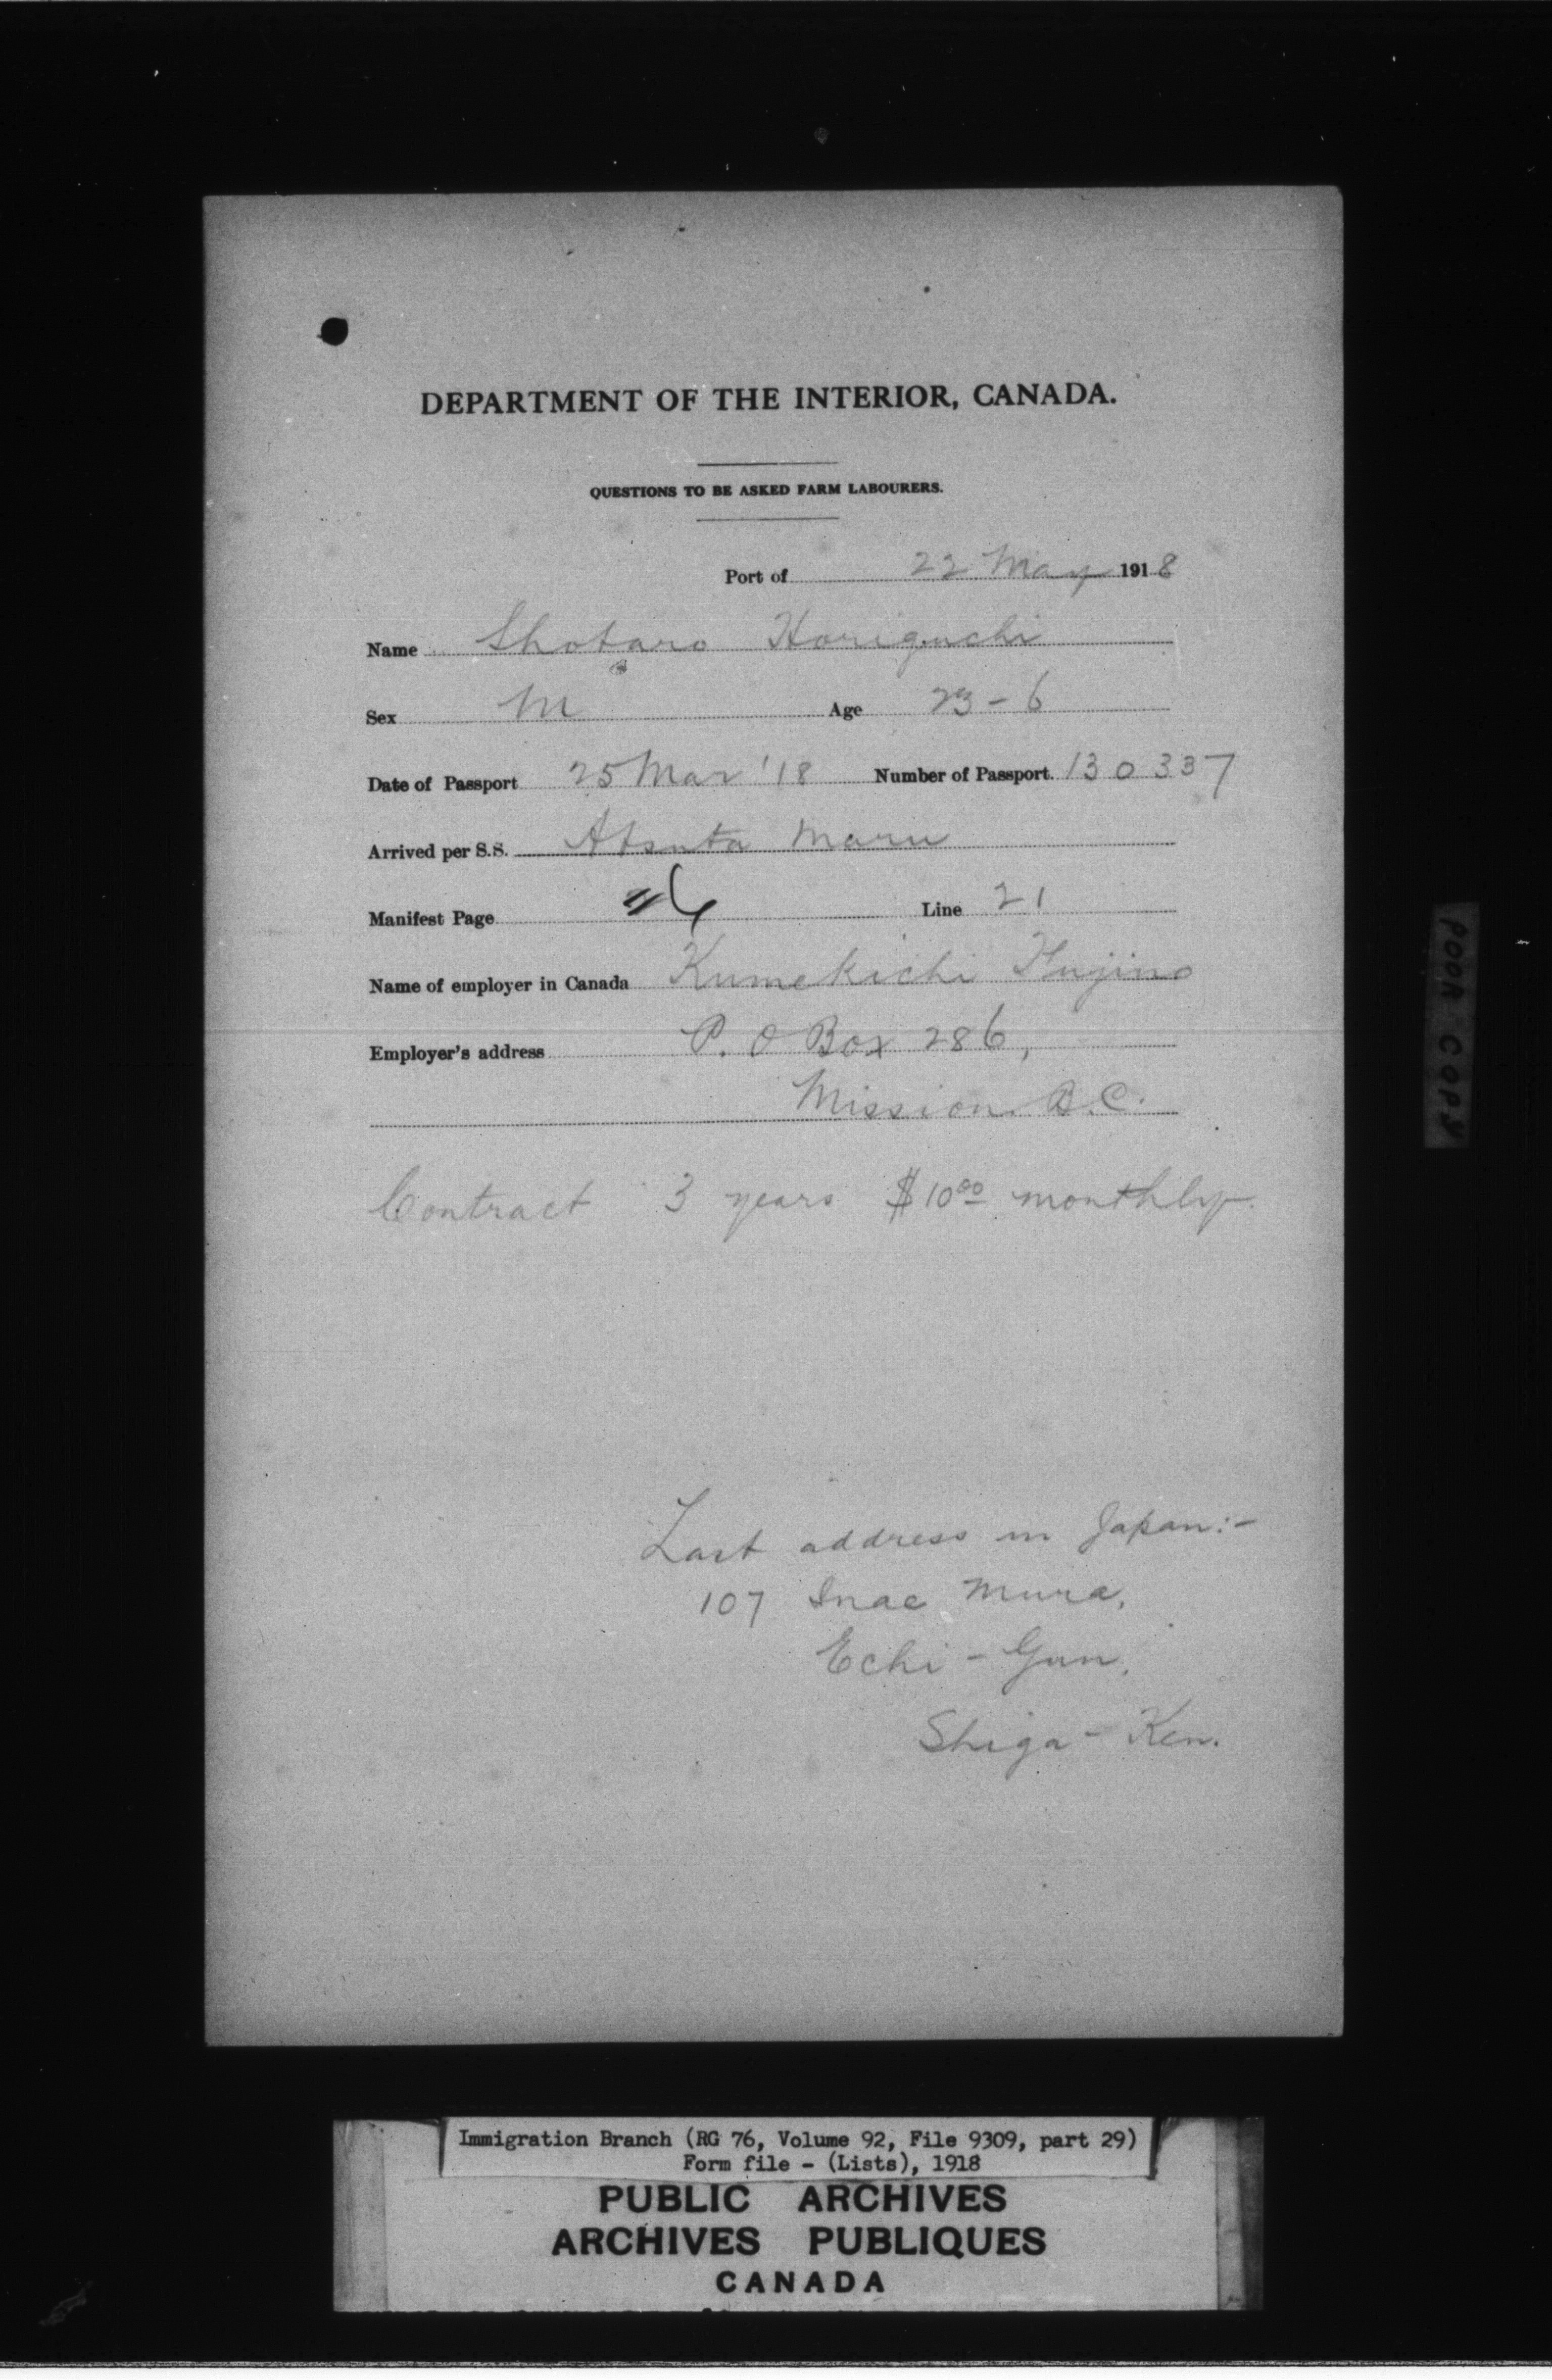 DEPARTMENT OF THE INTERIOR, CANADA.
QUESTIONS TO BE ASKED FARM LABOURERS.
Port of 22 May 1918
Name Shotaro Horiguchi
Sex M Age 23-6
Date of Passport 25 Mar '18 Number of Passport. 130337
Arrived per S.S. Atsuta Maru
Manifest Page Line 21
Name of employer in Canada Kumekichi Fujino
Employer's address P. O Box 286,
Mission B.C.
Contract 3 years $10.00 monthly.
Last address in Japan:-
107 Inae Mura,
Echi-Gun,
Shiga-Ken.
POOR COPY
Immigration Branch (RG 76, Volume 92, File 9309, part 29)
Form file - (Lists), 1918
PUBLIC ARCHIVES
ARCHIVES PUBLIQUES
CANADA